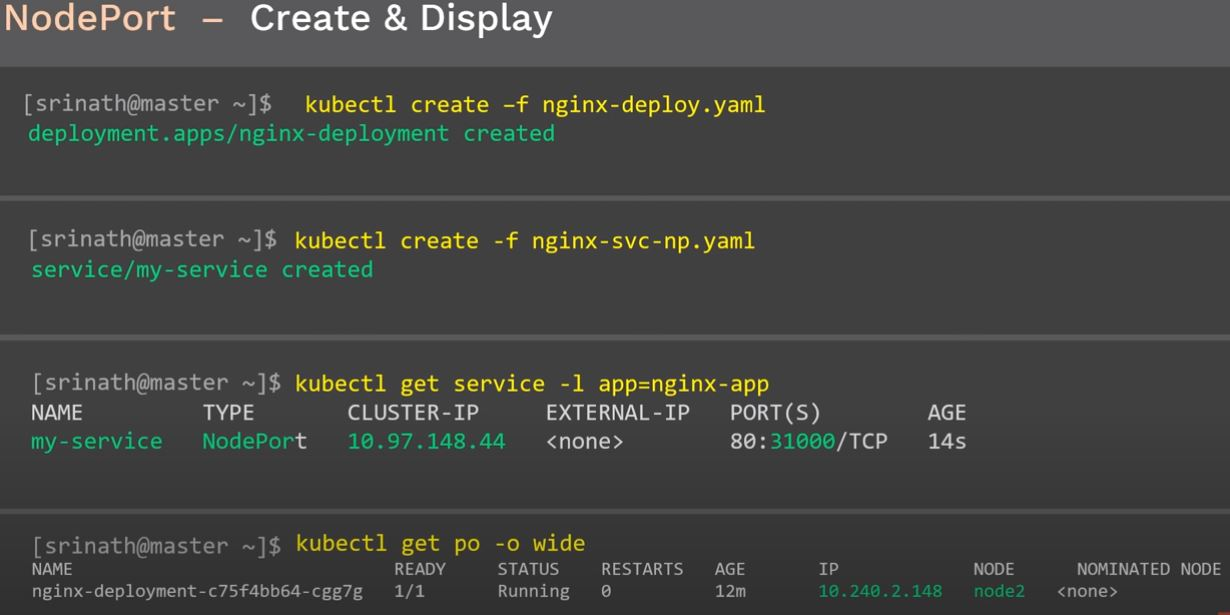 NodePort – Create & Display
[srinath@master ~]$ kubectl create –f nginx-deploy.yaml
deployment.apps/nginx-deployment created
[srinath@master ~]$ kubectl create -f nginx-svc-np.yaml
service/my-service created
[srinath@master ~]$ kubectl get service -l app=nginx-app
NAME TYPE CLUSTER-IP EXTERNAL-IP PORT(S) AGE
my-service NodePort 10.97.148.44 <none> 80:31000/TCP 14s
[srinath@master ~]$ kubectl get po -o wide
NAME READY STATUS RESTARTS AGE IP NODE NOMINATED NODE
nginx-deployment-c75f4bb64-cgg7g 1/1 Running 0 12m 10.240.2.148 node2 <none>